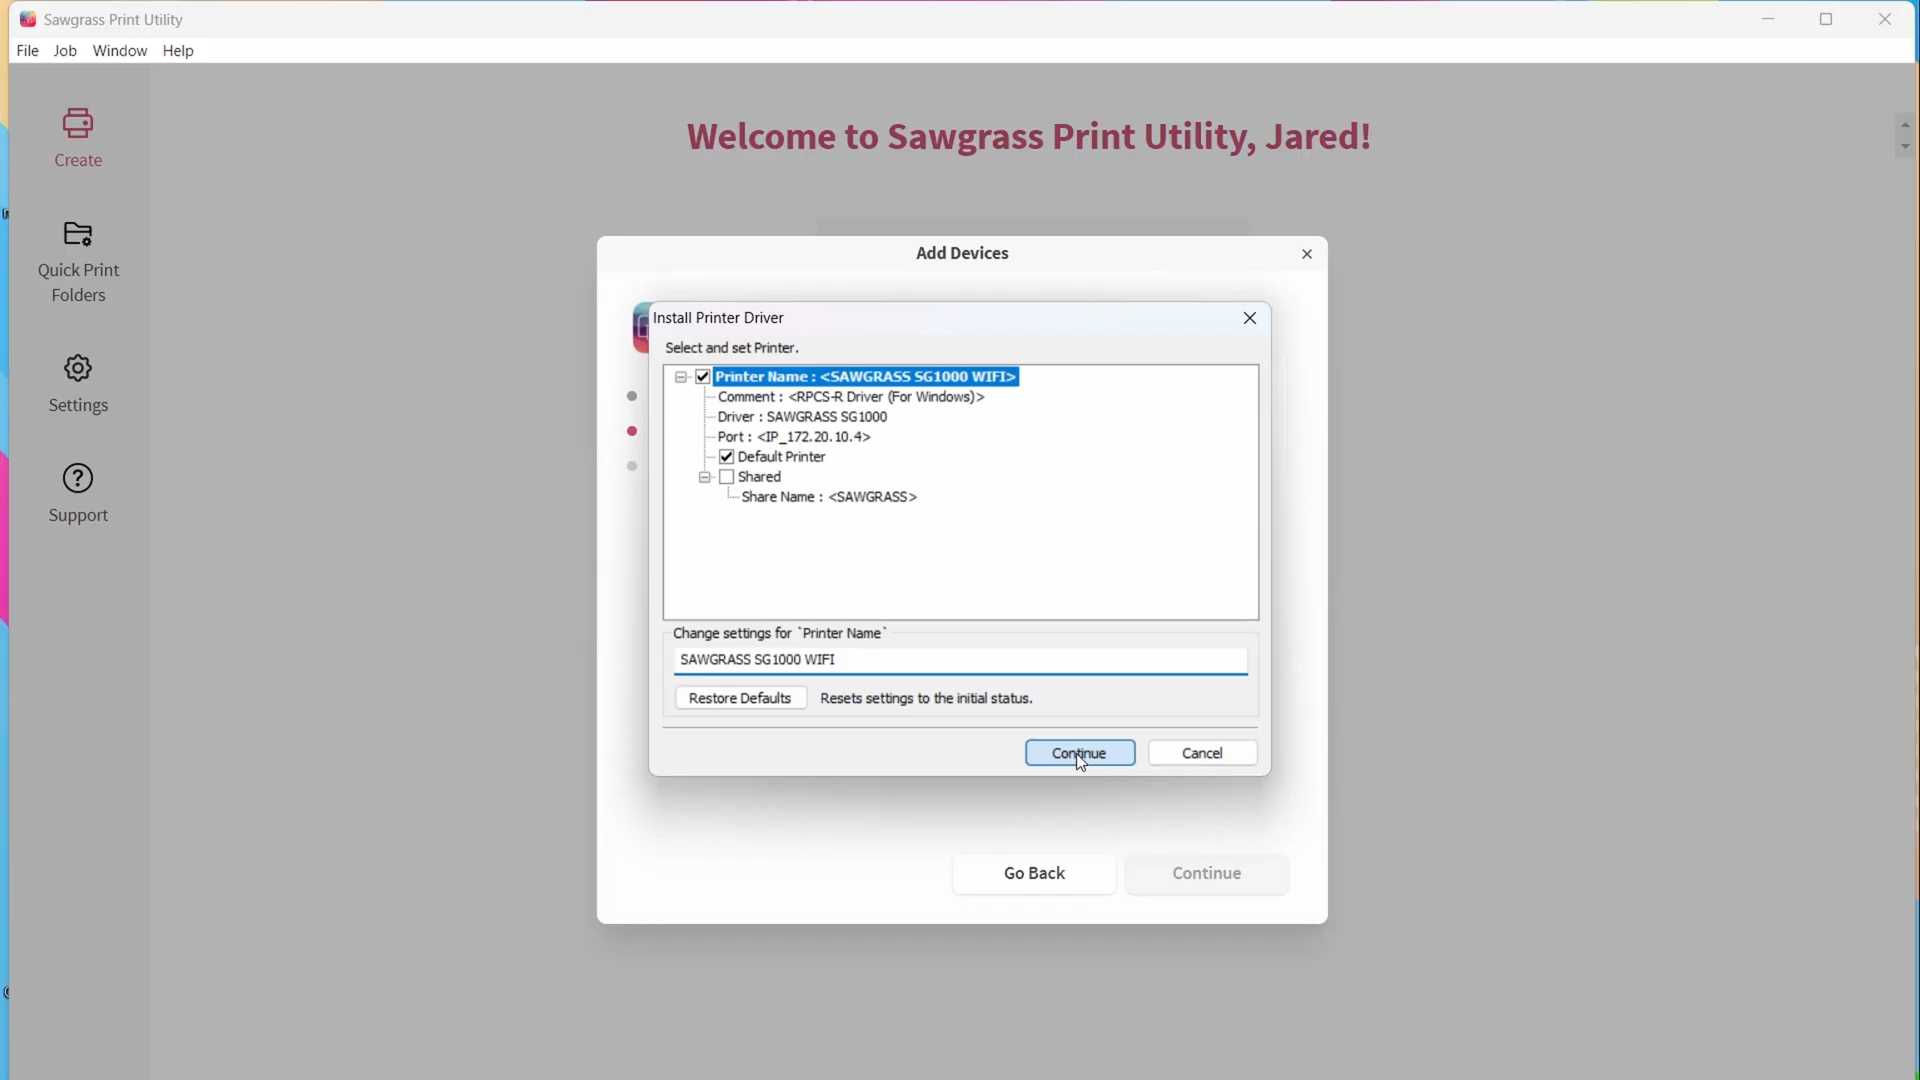 Sawgrass Print Utility
File Job Window Help
Welcome to Sawgrass Print Utility, Jared!
Create
Quick Print
Folders
Settings
Support
Add Devices
Install Printer Driver
Select and set Printer.
Printer Name : <SAWGRASS SG1000 WIFI>
Comment : <RPCS-R Driver (For Windows)>
Driver : SAWGRASS SG1000
Port : <IP_172.20.10.4>
Default Printer
Shared
Share Name : <SAWGRASS>
Change settings for `Printer Name`
SAWGRASS SG1000 WIFI
Restore Defaults Resets settings to the initial status.
Continue Cancel
Go Back Continue